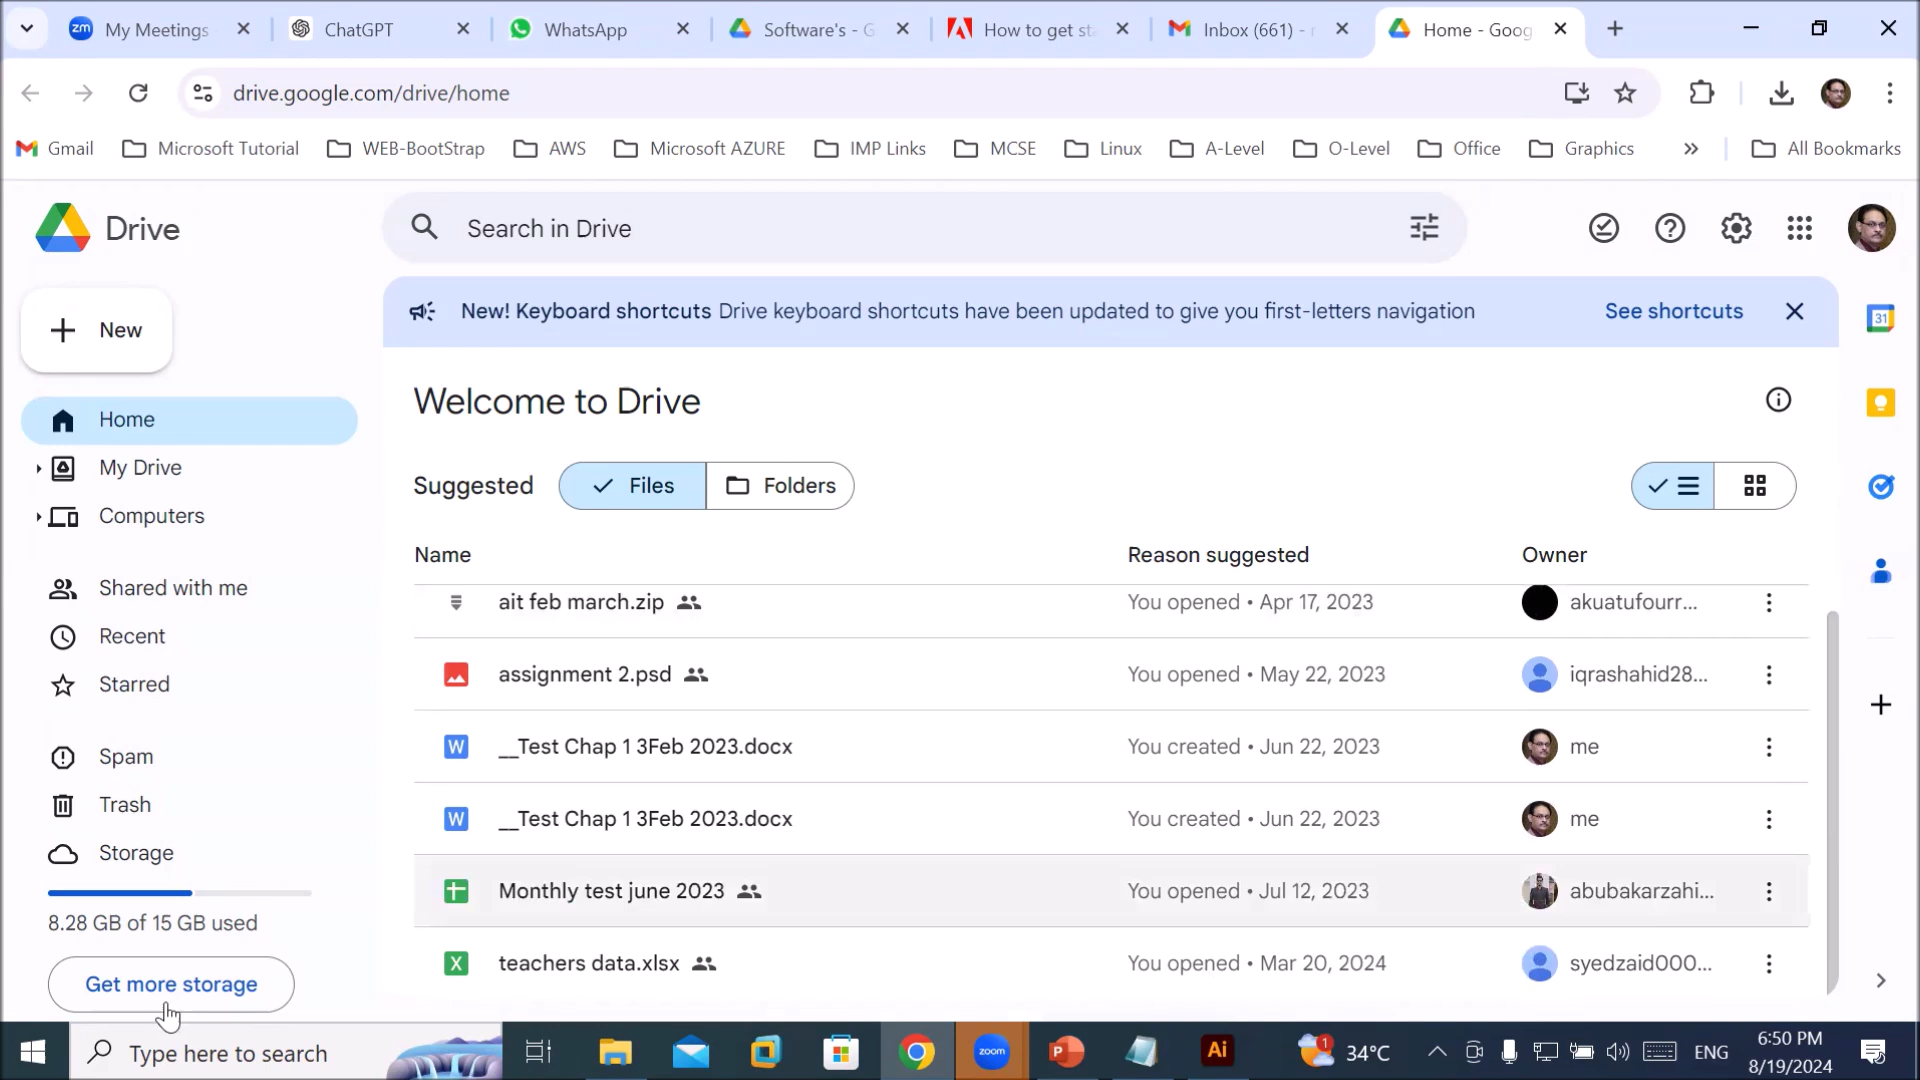 My Meetings
ChatGPT
WhatsApp
Software's - G
How to get sta
Inbox (661) -
Home - Goog
drive.google.com/drive/home
Gmail
Microsoft Tutorial
WEB-BootStrap
AWS
Microsoft AZURE
IMP Links
MCSE
Linux
A-Level
O-Level
Office
Graphics
All Bookmarks
Drive
Search in Drive
New! Keyboard shortcuts Drive keyboard shortcuts have been updated to give you first-letters navigation
See shortcuts
New
Welcome to Drive
Home
My Drive
Computers
Shared with me
Recent
Starred
Spam
Trash
Storage
8.28 GB of 15 GB used
Get more storage
Suggested
Files
Folders
Name
Reason suggested
Owner
ait feb march.zip
You opened • Apr 17, 2023
akuatufourr...
assignment 2.psd
You opened • May 22, 2023
iqrashahid28...
__Test Chap 1 3Feb 2023.docx
You created • Jun 22, 2023
me
__Test Chap 1 3Feb 2023.docx
You created • Jun 22, 2023
me
Monthly test june 2023
You opened • Jul 12, 2023
abubakarzahi...
teachers data.xlsx
You opened • Mar 20, 2024
syedzaid000...
Type here to search
zoom
Ai
34°C
ENG
6:50 PM
8/19/2024